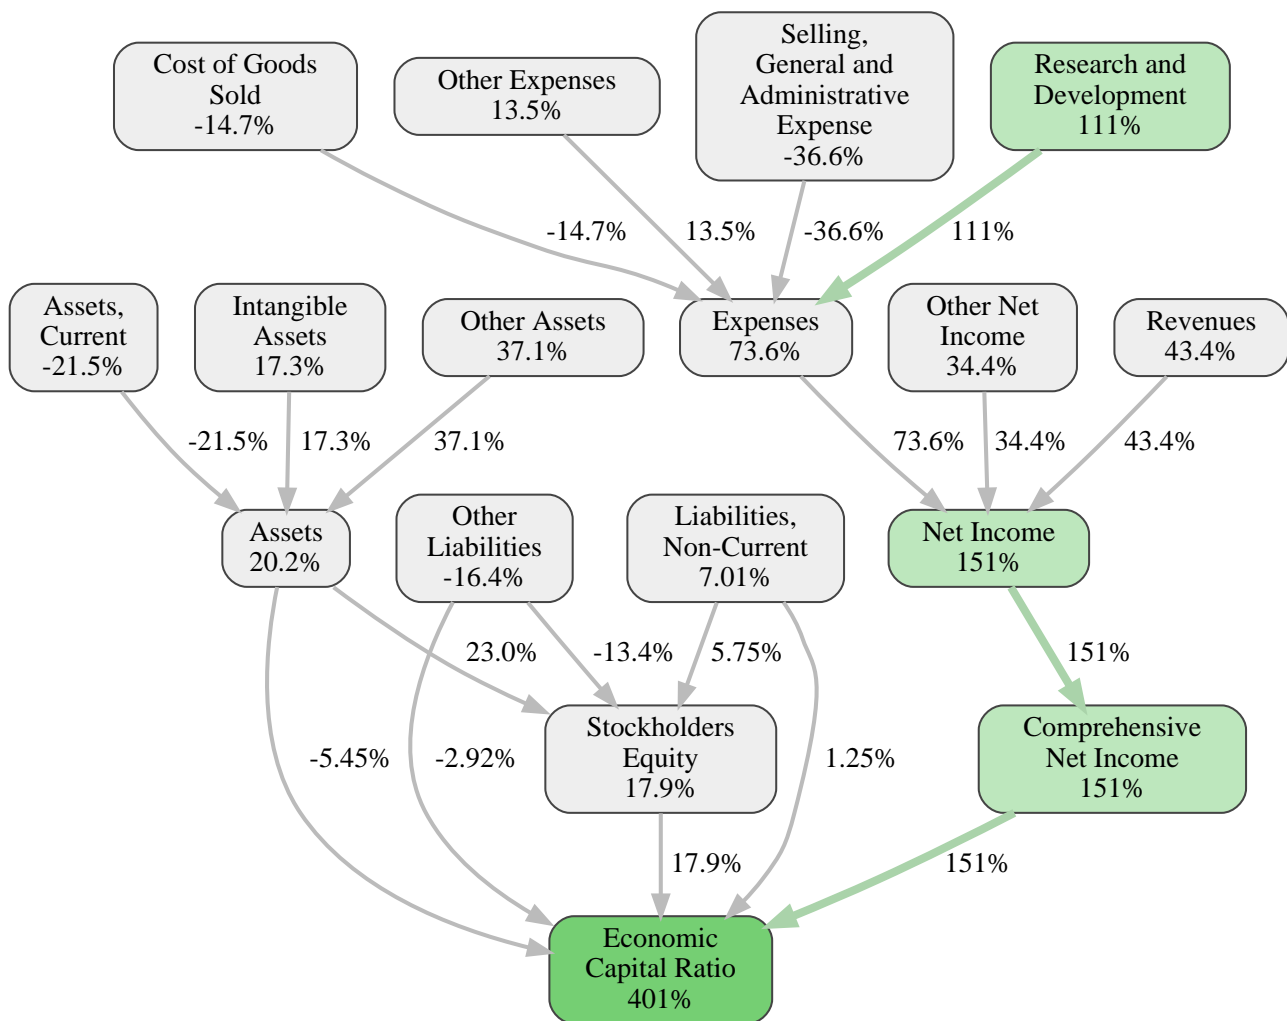 Cost of Goods
Sold
-14.7%
Other Expenses
13.5%
Selling,
General and
Administrative
Expense
-36.6%
Research and
Development
111%
-14.7%
13.5%
-36.6%
111%
Assets,
Current
-21.5%
Intangible
Assets
17.3%
Other Assets
37.1%
Expenses
73.6%
Other Net
Income
34.4%
Revenues
43.4%
-21.5%
17.3%
37.1%
73.6%
34.4%
43.4%
Assets
20.2%
Other
Liabilities
-16.4%
Liabilities,
Non-Current
7.01%
Net Income
151%
23.0%
-13.4%
5.75%
151%
Stockholders
Equity
17.9%
Comprehensive
Net Income
151%
-5.45%
-2.92%
1.25%
17.9%
151%
Economic
Capital Ratio
401%